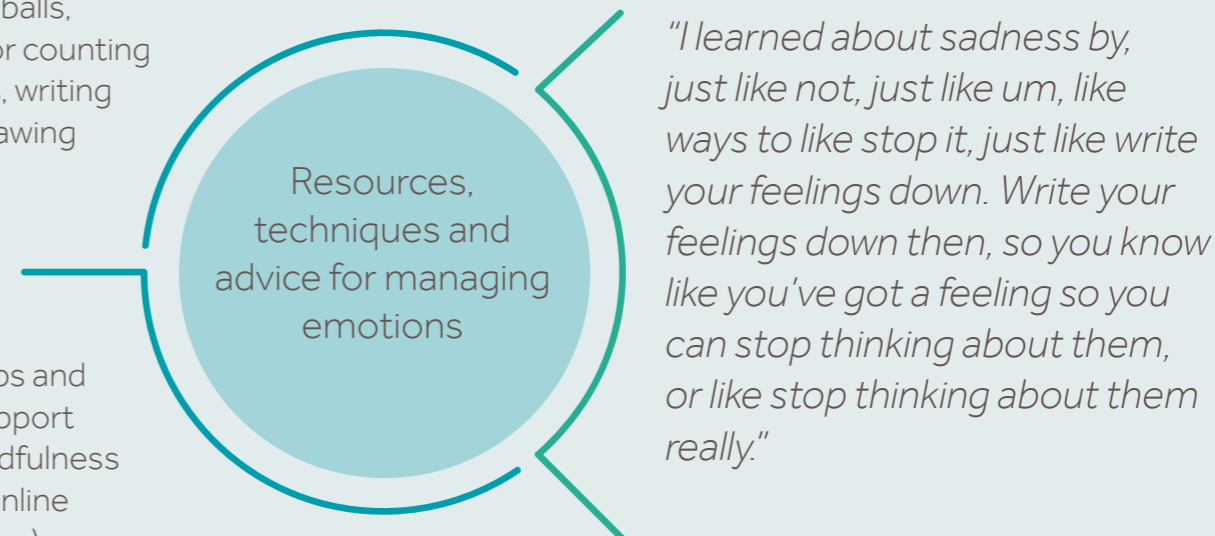 balls,
or counting
, writing
awing
Resources,
techniques and
advice for managing
emotions
os and
pport
dfulness
nline
"I learned about sadness by,
just like not, just like um, like
ways to like stop it, just like write
your feelings down. Write your
feelings down then, so you know
like you've got a feeling so you
can stop thinking about them,
or like stop thinking about them
really."